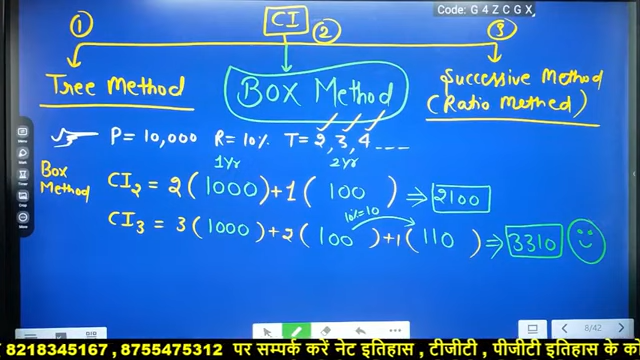 Code: G 4 Z C G X
① CI ② ③
Tree Method
BOX Method
Successive Method
(Ratio Method)
P = 10,000 R = 10% T = 2, 3, 4 ---
1yr 2yr
Box Method
CI₂ = 2 ( 1000 ) + 1 ( 100 ) ⇒ 2100
10% = 10
CI₃ = 3 ( 1000 ) + 2 ( 100 ) + 1 ( 110 ) ⇒ 3310
8/42
8218345167 , 8755475312 पर सम्पर्क करें नेट इतिहास , टीजीटी , पीजीटी इतिहास के